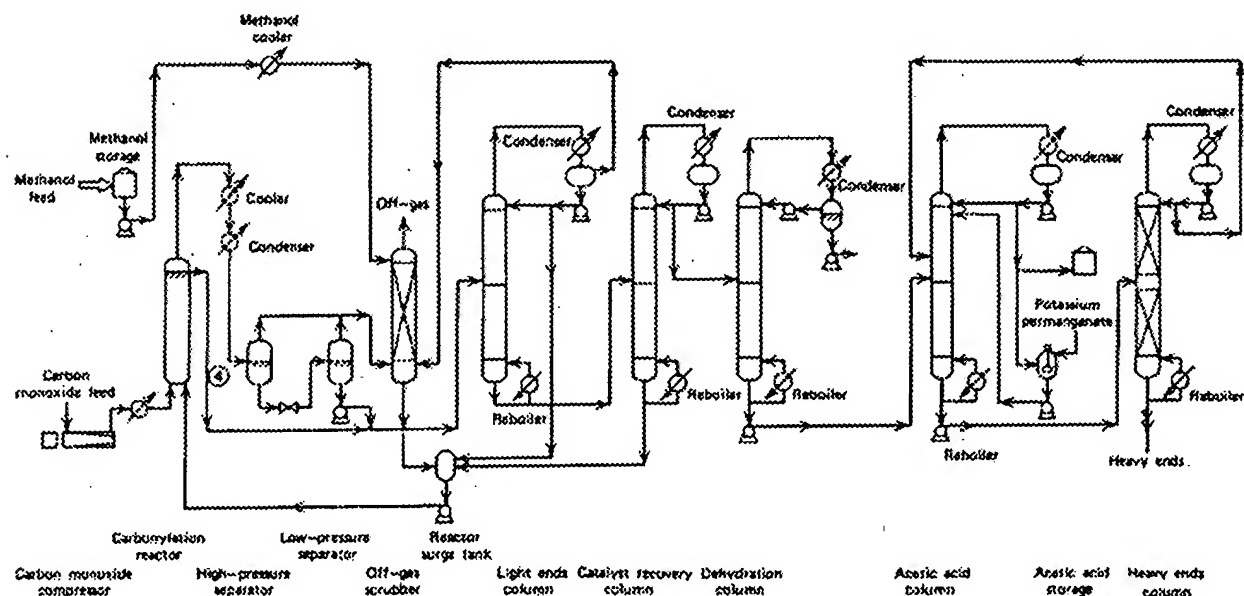 Methanol
cooler
Methanol
storage
Methanol
feed
Cooler
Condenser
Off-gas
Condenser
Condenser
Condenser
Condenser
Condenser
4
Carbon
monoxide feed
Potassium
permanganate
Reboiler
Reboiler
Reboiler
Reboiler
Reboiler
Heavy ends
Carbonylation
reactor
Low-pressure
separator
Reactor
surge tank
Carbon monoxide
compressor
High-pressure
separator
Off-gas
scrubber
Light ends
column
Catalyst recovery
column
Dehydration
column
Acetic acid
column
Acetic acid
storage
Heavy ends
column